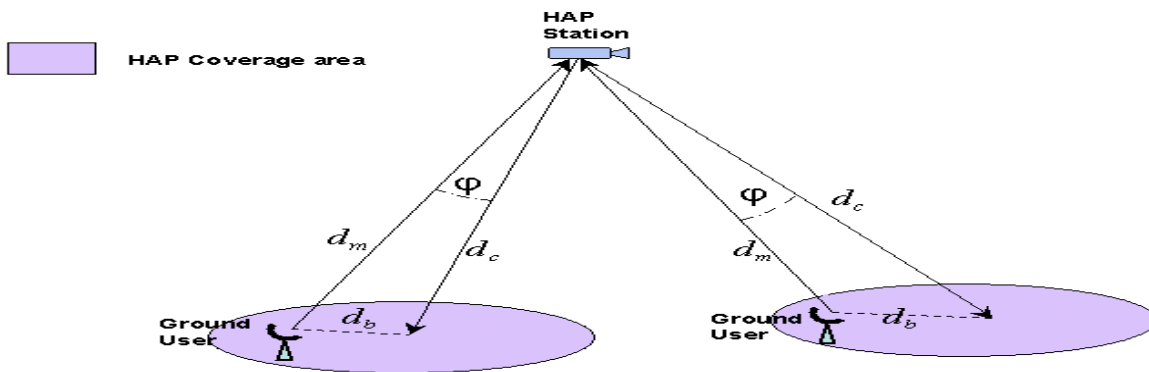 HAP
Station
HAP Coverage area
φ
φ
d_c
d_m
d_c
d_m
Ground
User
d_b
Ground
User
d_b